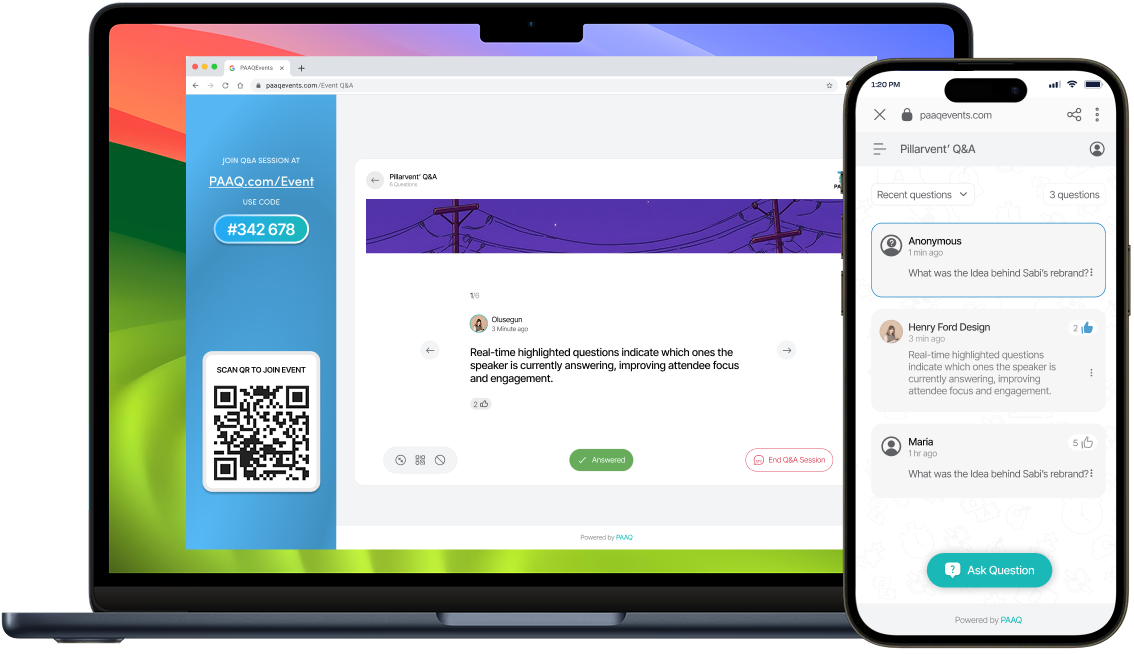 PAAQEvents
paaqevents.com/Event Q&A
JOIN Q&A SESSION AT
PAAQ.com/Event
USE CODE
#342 678
SCAN QR TO JOIN EVENT
Pillarvent' Q&A
6 Questions
1/6
Olusegun
3 Minute ago
Real-time highlighted questions indicate which ones the
speaker is currently answering, improving attendee focus
and engagement.
2
Answered
End Q&A Session
Powered by PAAQ
1:20 PM
paaqevents.com
Pillarvent' Q&A
Recent questions
3 questions
Anonymous
1 min ago
What was the Idea behind Sabi's rebrand?
Henry Ford Design
2
3 min ago
Real-time highlighted questions
indicate which ones the speaker is
currently answering, improving
attendee focus and engagement.
Maria
5
1 hr ago
What was the Idea behind Sabi's rebrand?
Ask Question
Powered by PAAQ